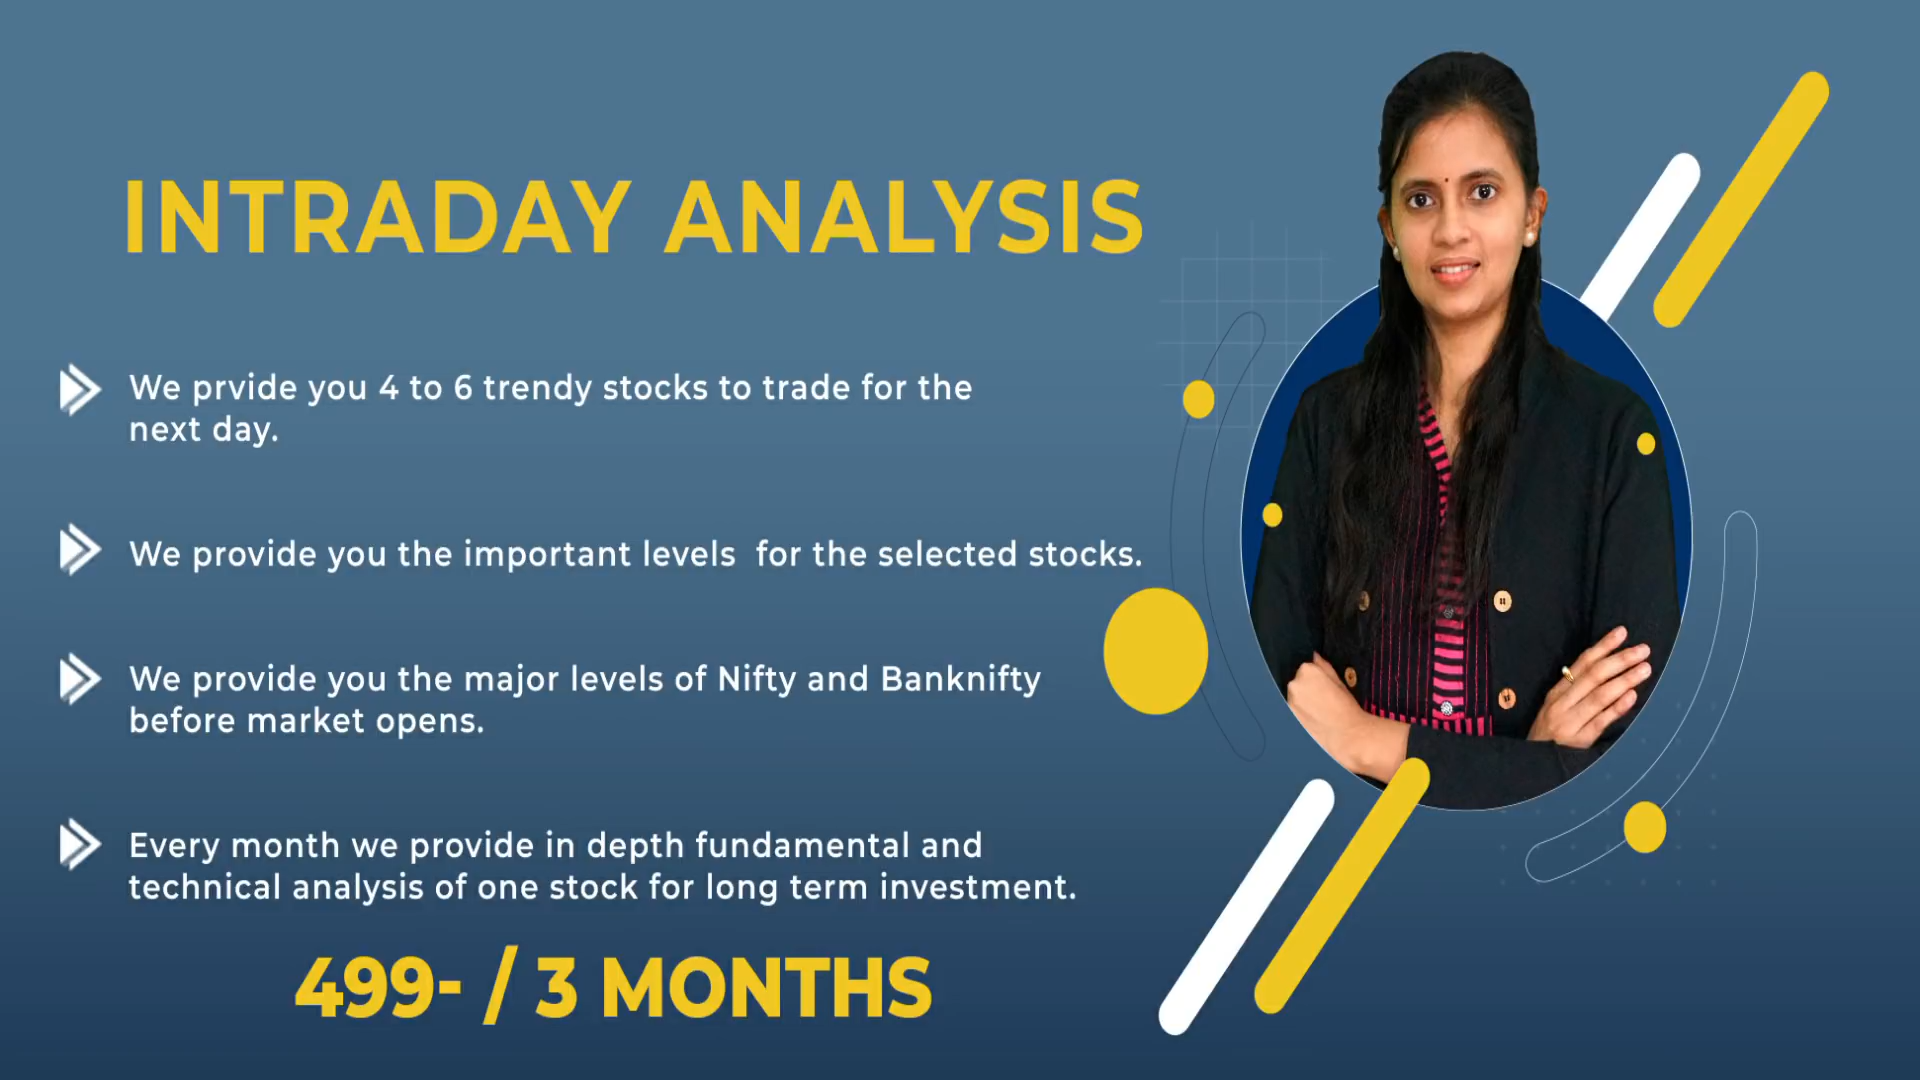 INTRADAY ANALYSIS
We prvide you 4 to 6 trendy stocks to trade for the
next day.
We provide you the important levels  for the selected stocks.
We provide you the major levels of Nifty and Banknifty
before market opens.
Every month we provide in depth fundamental and
technical analysis of one stock for long term investment.
499- / 3 MONTHS